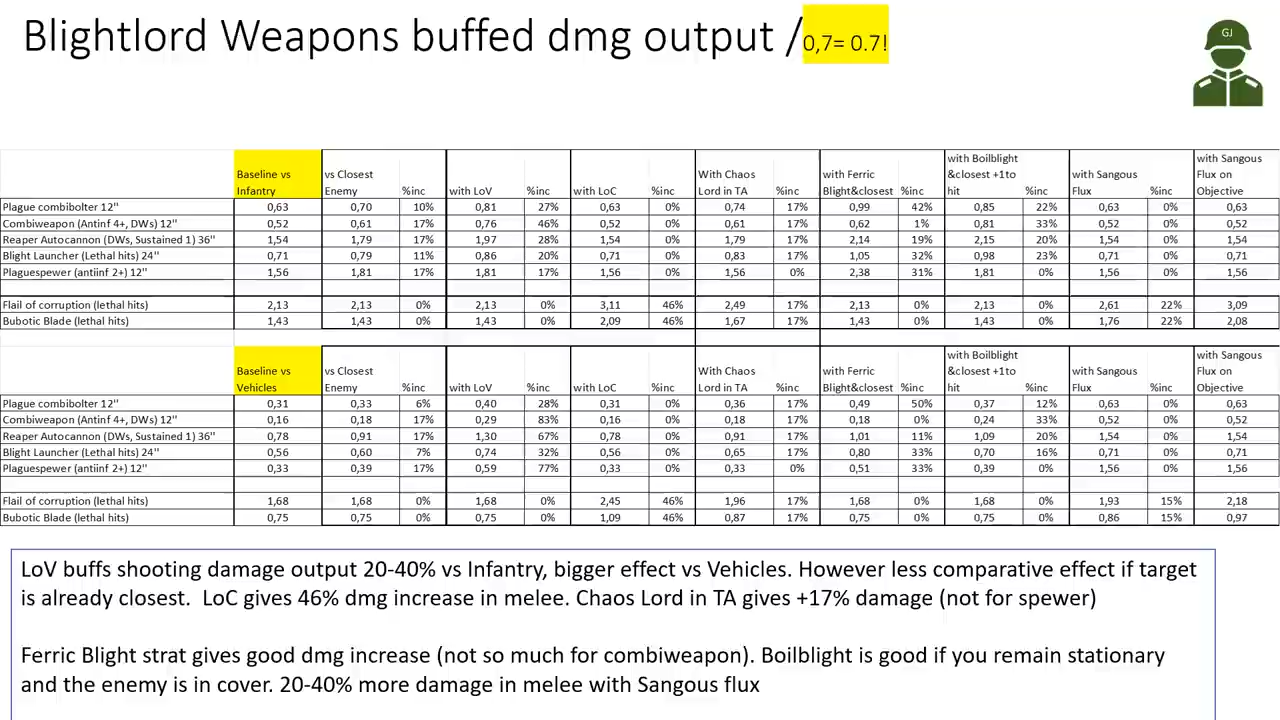 Blightlord Weapons buffed dmg output /0,7= 0.7!
GJ
Baseline vs Infantry vs Closest Enemy %inc with LoV %inc with LoC %inc With Chaos Lord in TA %inc with Ferric Blight&closest %inc with Boilblight &closest +1to hit %inc with Sangous Flux %inc with Sangous Flux on Objective
Plague combibolter 12" 0,63 0,70 10% 0,81 27% 0,63 0% 0,74 17% 0,99 42% 0,85 22% 0,63 0% 0,63
Combiweapon (Antinf 4+, DWs) 12" 0,52 0,61 17% 0,76 46% 0,52 0% 0,61 17% 0,62 1% 0,81 33% 0,52 0% 0,52
Reaper Autocannon (DWs, Sustained 1) 36" 1,54 1,79 17% 1,97 28% 1,54 0% 1,79 17% 2,14 19% 2,15 20% 1,54 0% 1,54
Blight Launcher (Lethal hits) 24" 0,71 0,79 11% 0,86 20% 0,71 0% 0,83 17% 1,05 32% 0,98 23% 0,71 0% 0,71
Plaguespewer (antiinf 2+) 12" 1,56 1,81 17% 1,81 17% 1,56 0% 1,56 0% 2,38 31% 1,81 0% 1,56 0% 1,56
Flail of corruption (lethal hits) 2,13 2,13 0% 2,13 0% 3,11 46% 2,49 17% 2,13 0% 2,13 0% 2,61 22% 3,09
Bubotic Blade (lethal hits) 1,43 1,43 0% 1,43 0% 2,09 46% 1,67 17% 1,43 0% 1,43 0% 1,76 22% 2,08
Baseline vs Vehicles vs Closest Enemy %inc with LoV %inc with LoC %inc With Chaos Lord in TA %inc with Ferric Blight&closest %inc with Boilblight &closest +1to hit %inc with Sangous Flux %inc with Sangous Flux on Objective
Plague combibolter 12" 0,31 0,33 6% 0,40 28% 0,31 0% 0,36 17% 0,49 50% 0,37 12% 0,63 0% 0,63
Combiweapon (Antinf 4+, DWs) 12" 0,16 0,18 17% 0,29 83% 0,16 0% 0,18 17% 0,18 0% 0,24 33% 0,52 0% 0,52
Reaper Autocannon (DWs, Sustained 1) 36" 0,78 0,91 17% 1,30 67% 0,78 0% 0,91 17% 1,01 11% 1,09 20% 1,54 0% 1,54
Blight Launcher (Lethal hits) 24" 0,56 0,60 7% 0,74 32% 0,56 0% 0,65 17% 0,80 33% 0,70 16% 0,71 0% 0,71
Plaguespewer (antiinf 2+) 12" 0,33 0,39 17% 0,59 77% 0,33 0% 0,33 0% 0,51 33% 0,39 0% 1,56 0% 1,56
Flail of corruption (lethal hits) 1,68 1,68 0% 1,68 0% 2,45 46% 1,96 17% 1,68 0% 1,68 0% 1,93 15% 2,18
Bubotic Blade (lethal hits) 0,75 0,75 0% 0,75 0% 1,09 46% 0,87 17% 0,75 0% 0,75 0% 0,86 15% 0,97
LoV buffs shooting damage output 20-40% vs Infantry, bigger effect vs Vehicles. However less comparative effect if target
is already closest. LoC gives 46% dmg increase in melee. Chaos Lord in TA gives +17% damage (not for spewer)
Ferric Blight strat gives good dmg increase (not so much for combiweapon). Boilblight is good if you remain stationary
and the enemy is in cover. 20-40% more damage in melee with Sangous flux